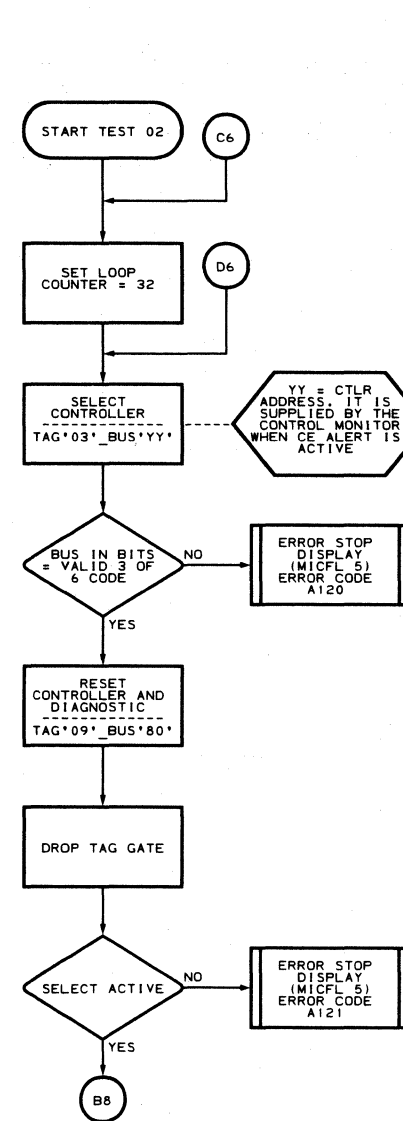 START TEST 02
C6
SET LOOP
COUNTER = 32
D6
SELECT
CONTROLLER
TAG'03'_BUS'YY'
YY = CTLR
ADDRESS. IT IS
SUPPLIED BY THE
CONTROL MONITOR
WHEN CE ALERT IS
ACTIVE
BUS IN BITS
= VALID 3 OF
6 CODE
NO
ERROR STOP
DISPLAY
(MICFL 5)
ERROR CODE
A120
YES
RESET
CONTROLLER AND
DIAGNOSTIC
TAG'09'_BUS'80'
DROP TAG GATE
SELECT ACTIVE
NO
ERROR STOP
DISPLAY
(MICFL 5)
ERROR CODE
A121
YES
B8